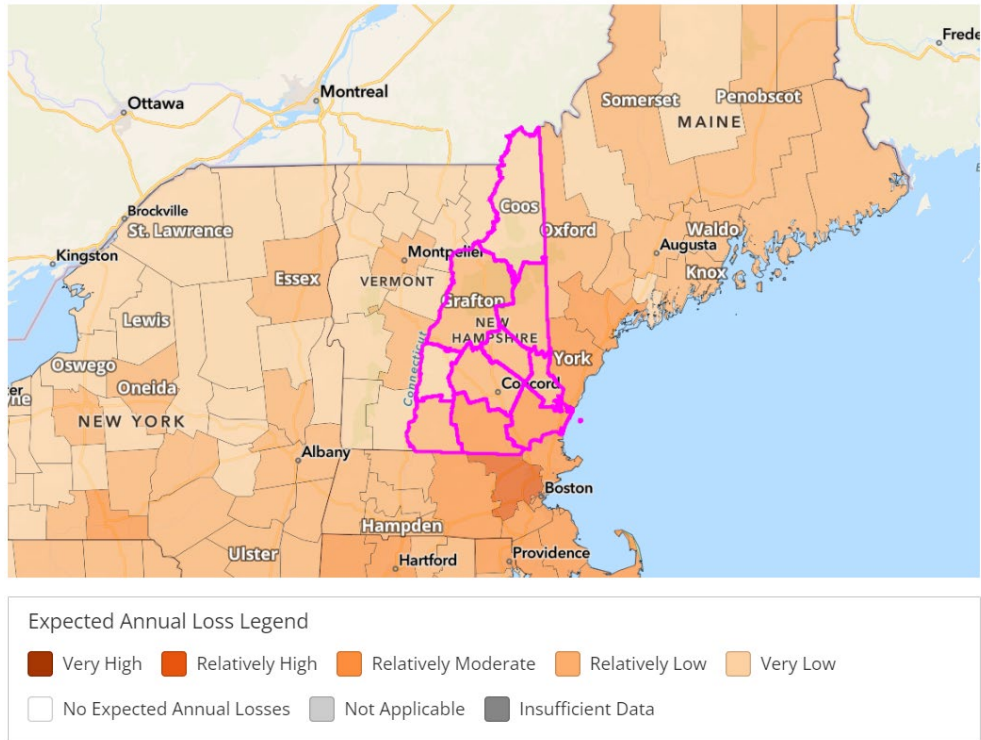 Frede
Montreal
Ottawa
Somerset
Penobscot
MAINE
Brockville
St. Lawrence
Coos
Kingston
Montpelier
Oxford
Waldo
Augusta
Essex
VERMONT
Knox
Grafton
Lewis
NEW
HAMPSHIRE
York
Connecticut
Oswego
Oneida
Concord
NEW YORK
Albany
Boston
Hampden
Ulster
Hartford
Providence
Expected Annual Loss Legend
Very High Relatively High Relatively Moderate Relatively Low Very Low
No Expected Annual Losses Not Applicable Insufficient Data